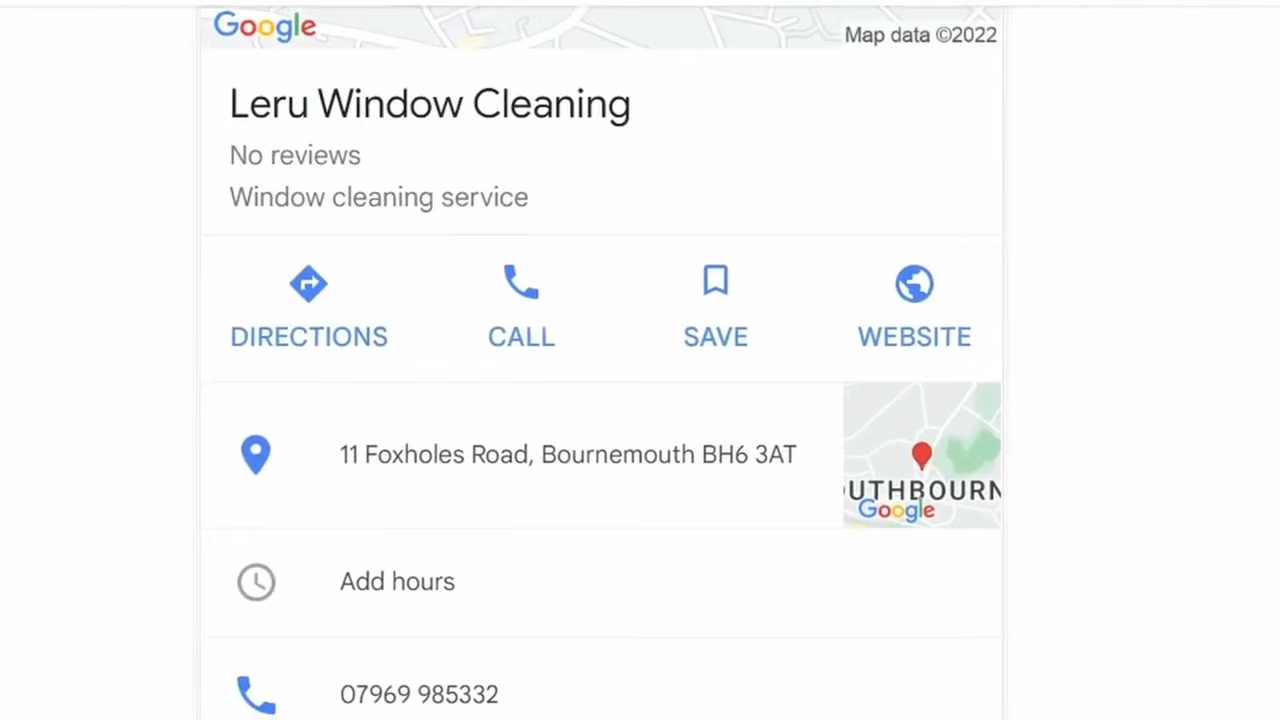 Google
Map data ©2022
Leru Window Cleaning
No reviews
Window cleaning service
DIRECTIONS CALL SAVE WEBSITE
11 Foxholes Road, Bournemouth BH6 3AT
UTHBOURN
Google
Add hours
07969 985332